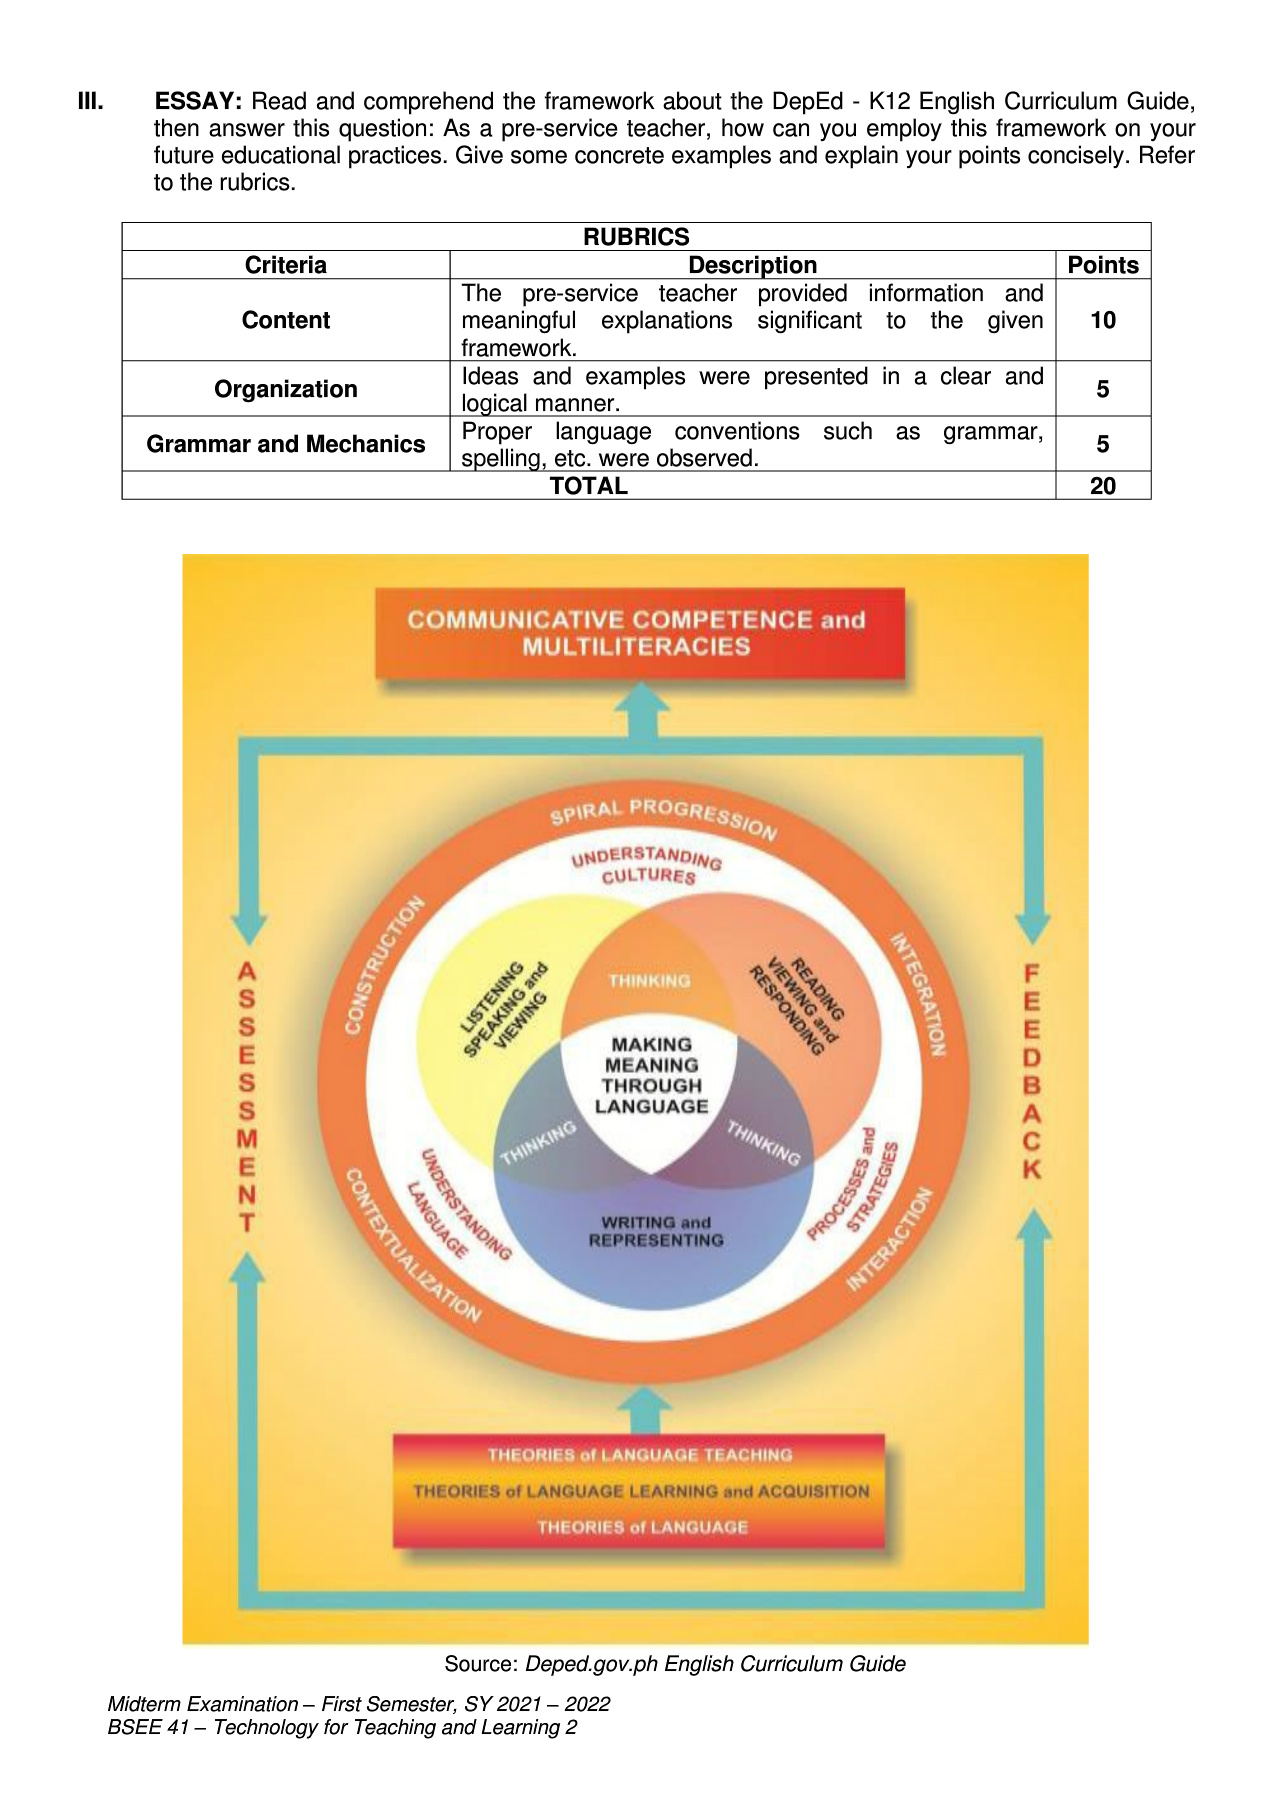 III. ESSAY: Read and comprehend the framework about the DepEd - K12 English Curriculum Guide,
then answer this question: As a pre-service teacher, how can you employ this framework on your
future educational practices. Give some concrete examples and explain your points concisely. Refer
to the rubrics.
RUBRICS
Criteria Description Points
Content
The pre-service teacher provided information and
meaningful explanations significant to the given
framework.
10
Organization
Ideas and examples were presented in a clear and
logical manner.
5
Grammar and Mechanics
Proper language conventions such as grammar,
spelling, etc. were observed.
5
TOTAL 20
COMMUNICATIVE COMPETENCE and
MULTILITERACIES
SPIRAL PROGRESSION
UNDERSTANDING
CULTURES
CONSTRUCTION
INTEGRATION
LISTENING
SPEAKING and
VIEWING
THINKING
READING
VIEWING and
RESPONDING
ASSESSMENT
FEEDBACK
MAKING
MEANING
THROUGH
LANGUAGE
THINKING
THINKING
UNDERSTANDING
LANGUAGE
PROCESSES and
STRATEGIES
WRITING and
REPRESENTING
CONTEXTUALIZATION
INTERACTION
THEORIES of LANGUAGE TEACHING
THEORIES of LANGUAGE LEARNING and ACQUISITION
THEORIES of LANGUAGE
Source: Deped.gov.ph English Curriculum Guide
Midterm Examination – First Semester, SY 2021 – 2022
BSEE 41 – Technology for Teaching and Learning 2